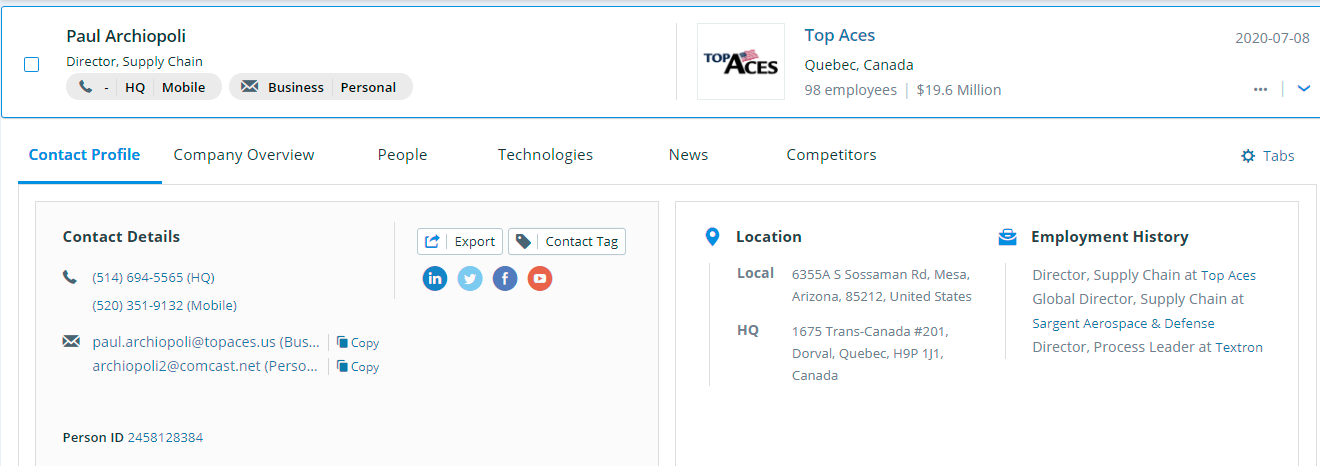 Paul Archiopoli
Director, Supply Chain
- HQ Mobile
Business Personal
TOP ACES
Top Aces
Quebec, Canada
98 employees | $19.6 Million
2020-07-08
...
Contact Profile Company Overview People Technologies News Competitors
Tabs
Contact Details
(514) 694-5565 (HQ)
(520) 351-9132 (Mobile)
paul.archiopoli@topaces.us (Bus... Copy
archiopoli2@comcast.net (Perso... Copy
Person ID 2458128384
Export Contact Tag
in f
Location
Local 6355A S Sossaman Rd, Mesa,
Arizona, 85212, United States
HQ 1675 Trans-Canada #201,
Dorval, Quebec, H9P 1J1,
Canada
Employment History
Director, Supply Chain at Top Aces
Global Director, Supply Chain at
Sargent Aerospace & Defense
Director, Process Leader at Textron